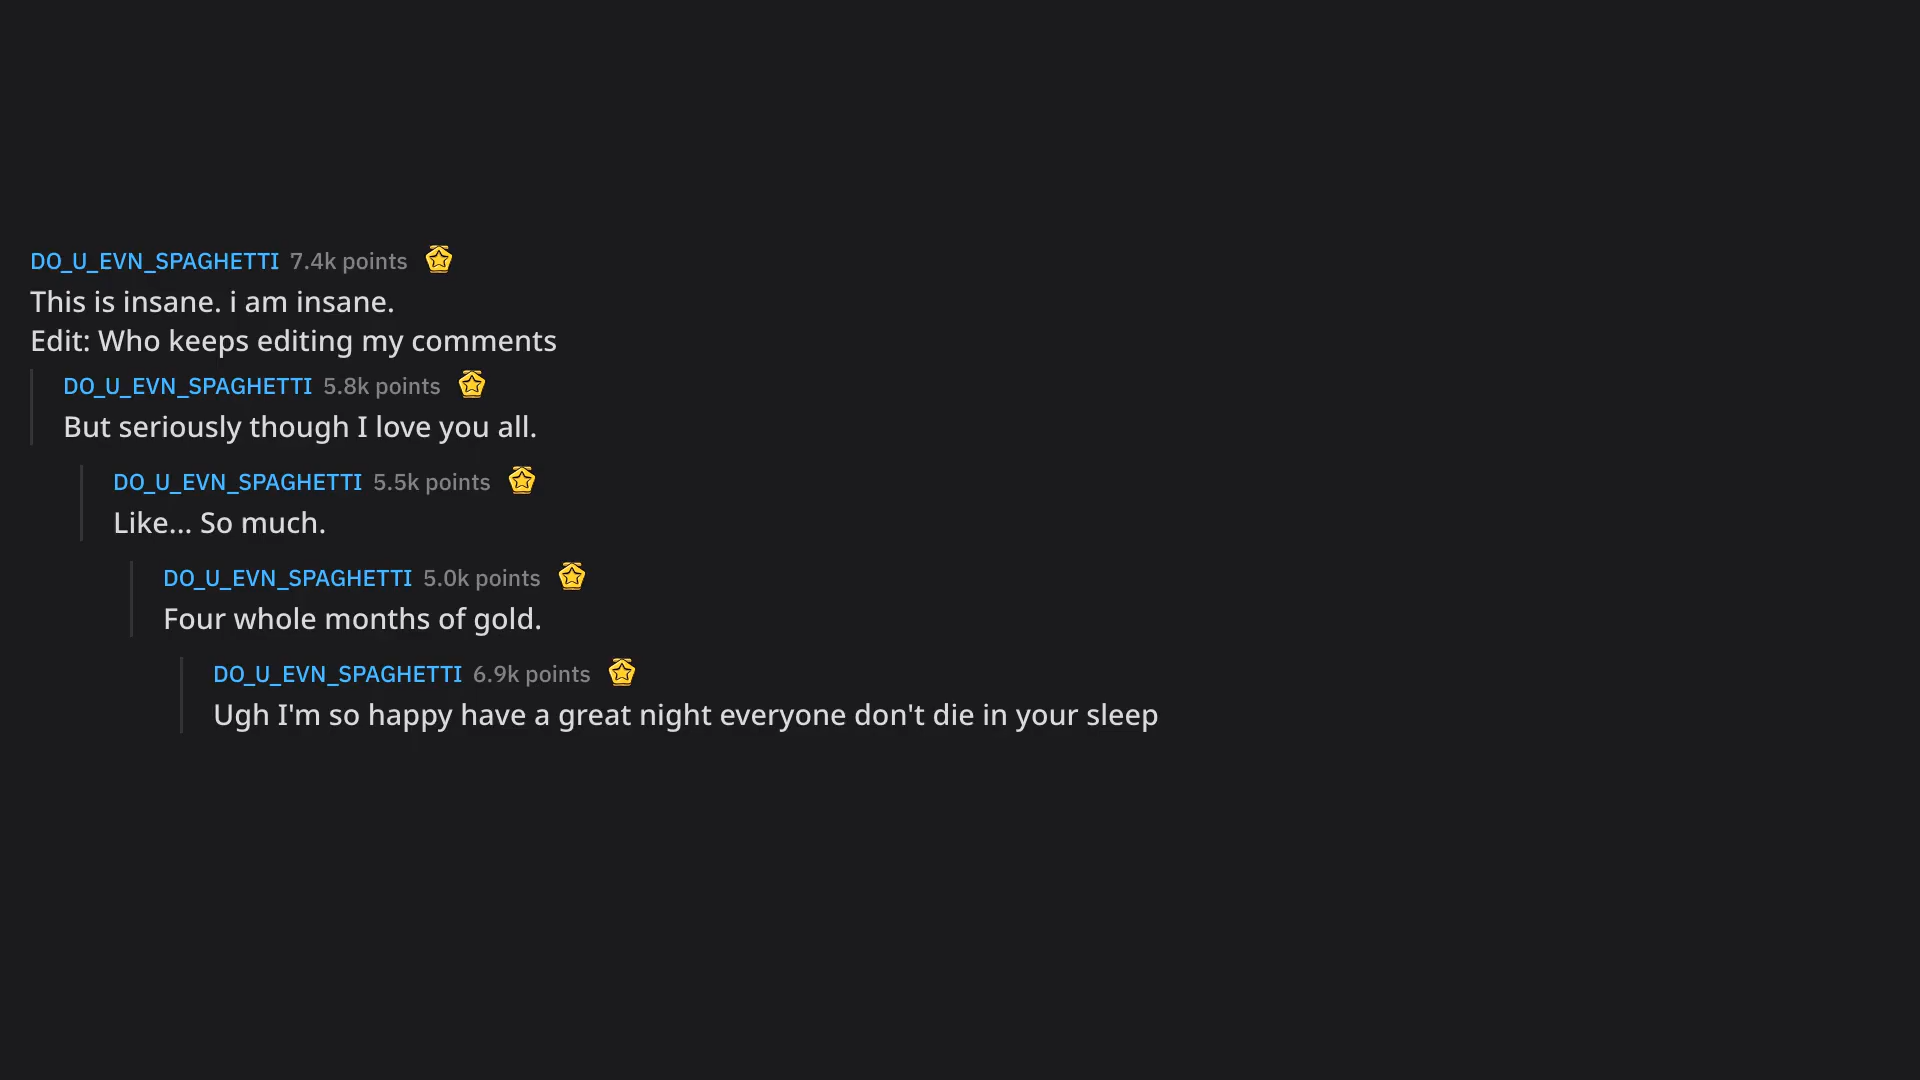 DO_U_EVN_SPAGHETTI 7.4k points
This is insane. i am insane.
Edit: Who keeps editing my comments
DO_U_EVN_SPAGHETTI 5.8k points
But seriously though I love you all.
DO_U_EVN_SPAGHETTI 5.5k points
Like... So much.
DO_U_EVN_SPAGHETTI 5.0k points
Four whole months of gold.
DO_U_EVN_SPAGHETTI 6.9k points
Ugh I'm so happy have a great night everyone don't die in your sleep